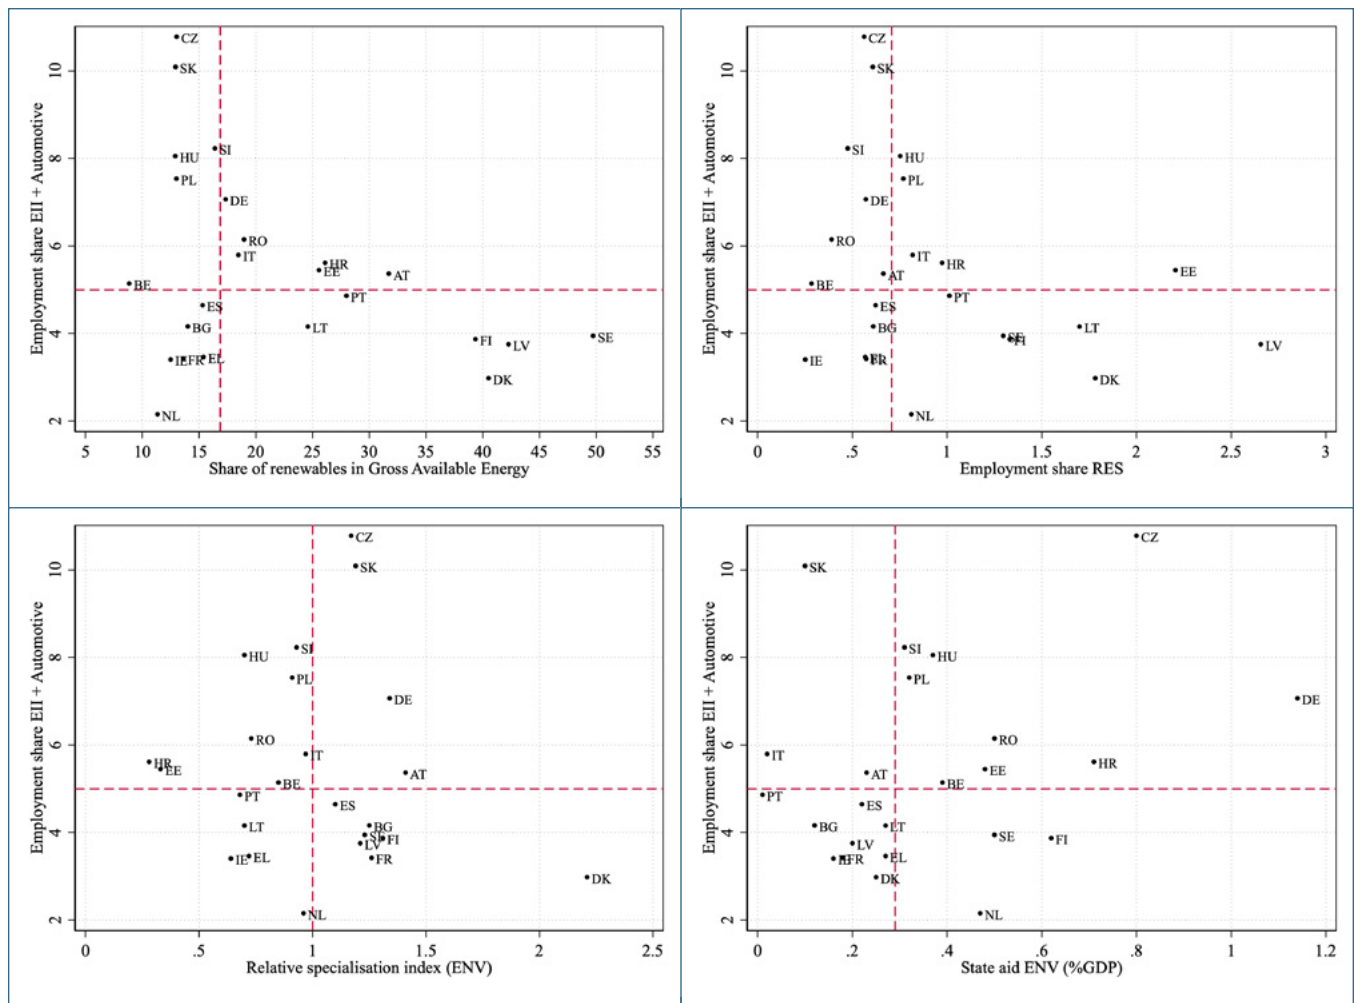 Employment share EII + Automotive
10
8
6
4
2
CZ
SK
SI
HU
PL
DE
RO
IT
HR
EE
AT
BE
PT
ES
BG
LT
FI
SE
LV
IE
FR
EL
DK
NL
5 10 15 20 25 30 35 40 45 50 55
Share of renewables in Gross Available Energy
Employment share EII + Automotive
10
8
6
4
2
CZ
SK
SI
HU
PL
DE
RO
IT
HR
EE
AT
BE
PT
ES
BG
LT
SE
FI
LV
IE
EL
FR
DK
NL
0 .5 1 1.5 2 2.5 3
Employment share RES
Employment share EII + Automotive
10
8
6
4
2
CZ
SK
SI
HU
PL
DE
RO
IT
HR
EE
AT
BE
PT
ES
LT
BG
SE
FI
LV
IE
EL
FR
DK
NL
0 .5 1 1.5 2 2.5
Relative specialisation index (ENV)
Employment share EII + Automotive
10
8
6
4
2
CZ
SK
SI
HU
PL
DE
RO
IT
HR
EE
AT
BE
PT
ES
BG
LT
SE
FI
LV
IE
FR
EL
DK
NL
0 .2 .4 .6 .8 1 1.2
State aid ENV (%GDP)